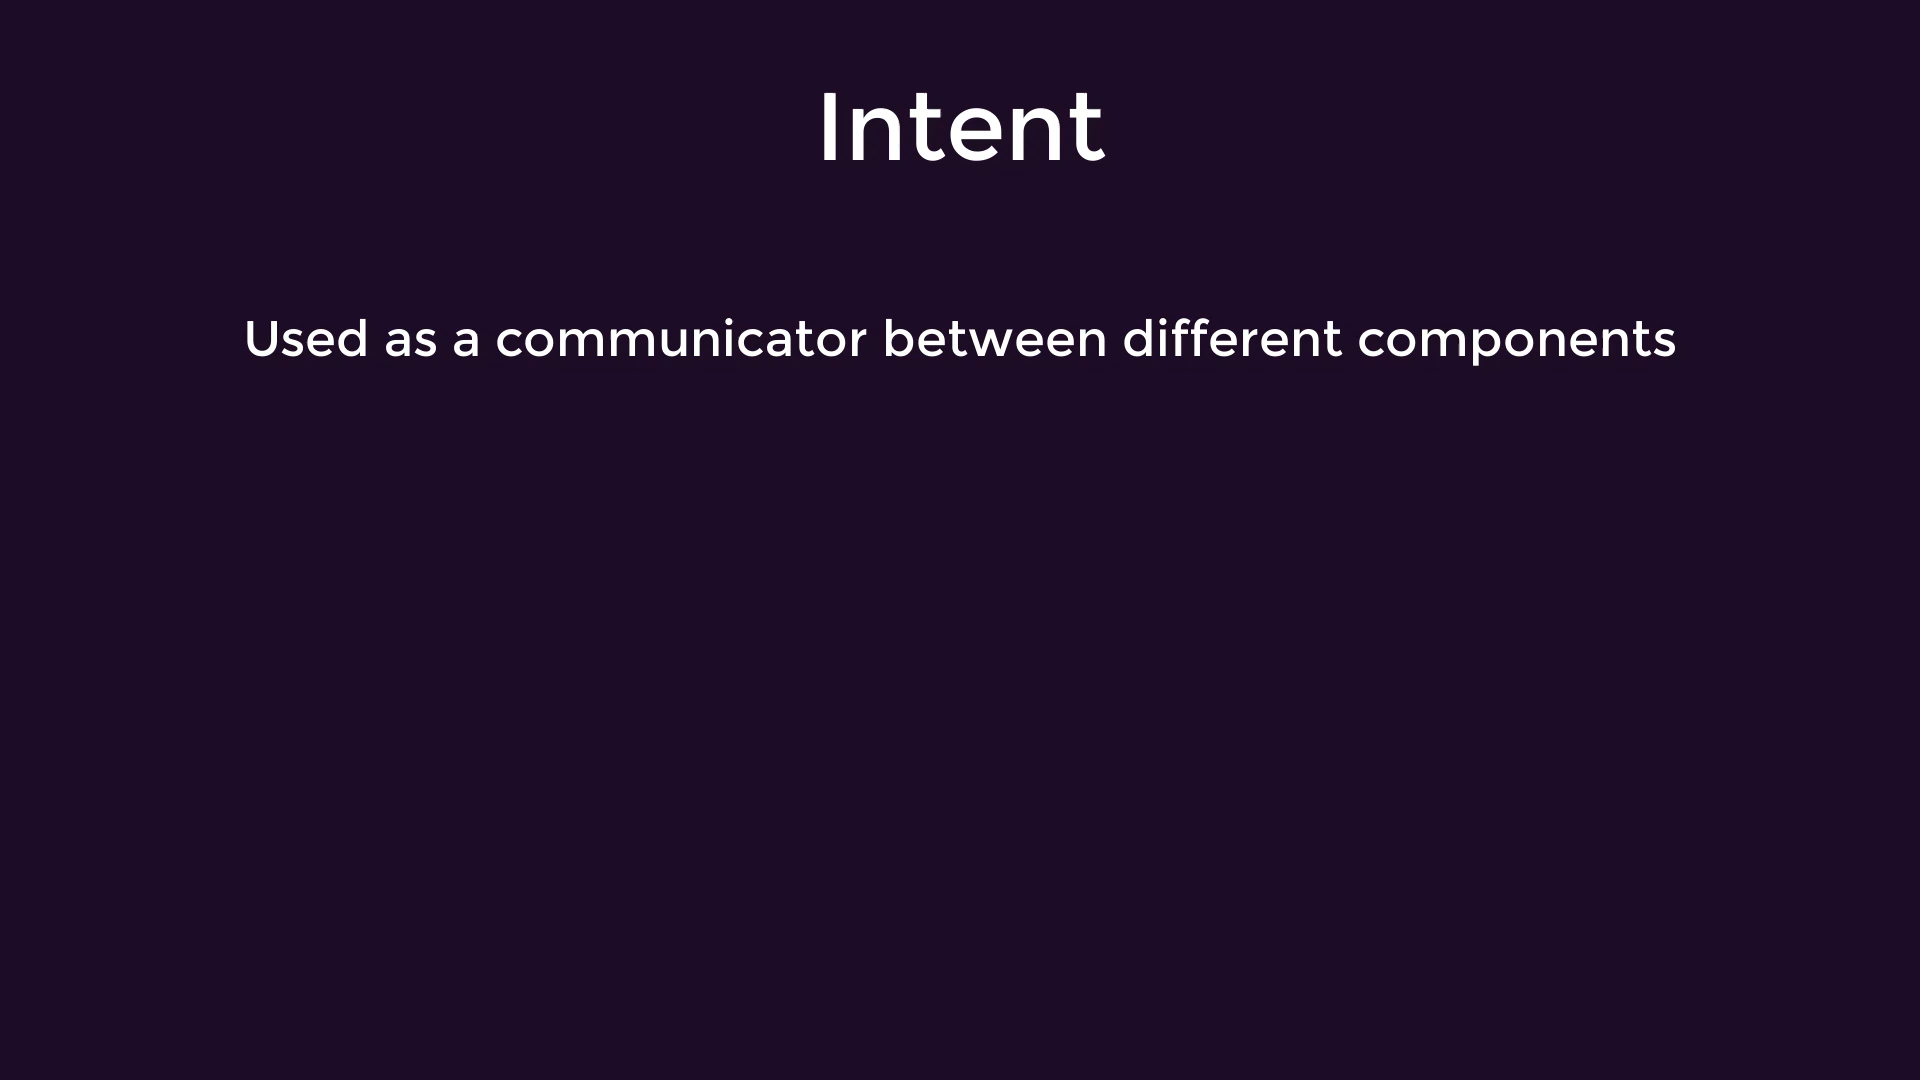 Intent
Used as a communicator between different components